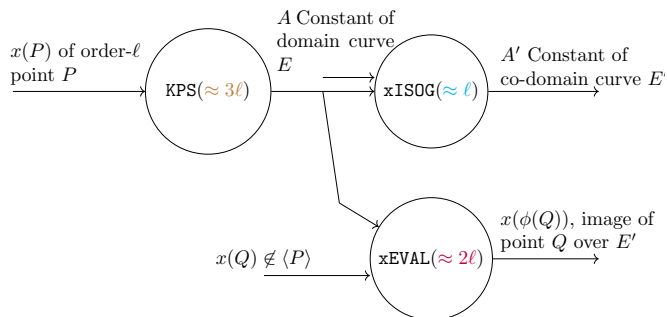 x(P) of order-ℓ
point P
KPS(≈ 3ℓ)
A Constant of
domain curve
E
xISOG(≈ ℓ)
A′ Constant of
co-domain curve E′
x(Q) ∉ ⟨P⟩
xEVAL(≈ 2ℓ)
x(ϕ(Q)), image of
point Q over E′